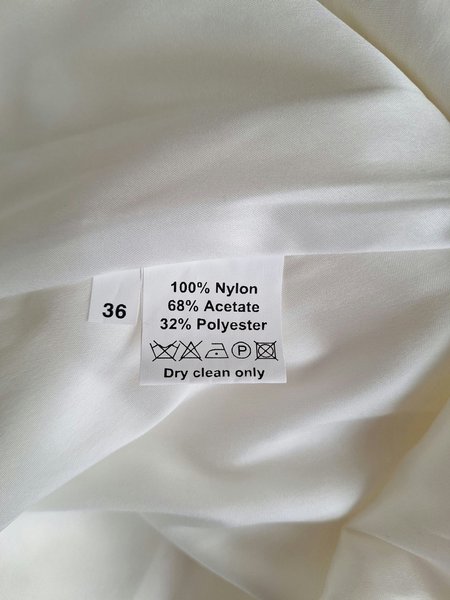 36
100% Nylon
68% Acetate
32% Polyester
P
Dry clean only